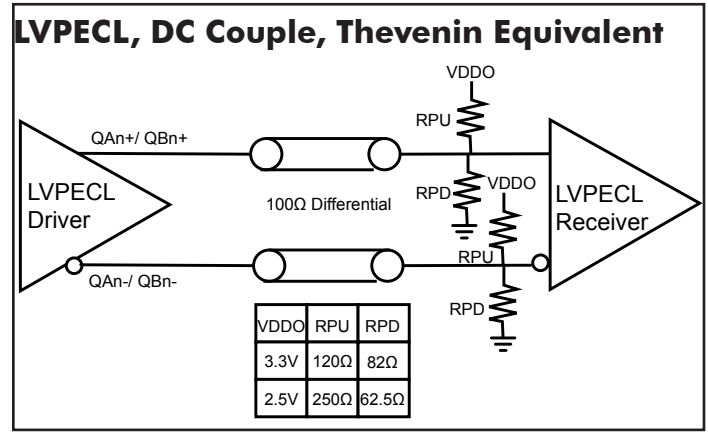 LVPECL, DC Couple, Thevenin Equivalent
VDDO
RPU
QAn+/ QBn+
LVPECL
Driver
100Ω Differential
RPD
VDDO
LVPECL
Receiver
RPU
QAn-/ QBn-
RPD
VDDO RPU RPD
3.3V 120Ω 82Ω
2.5V 250Ω 62.5Ω